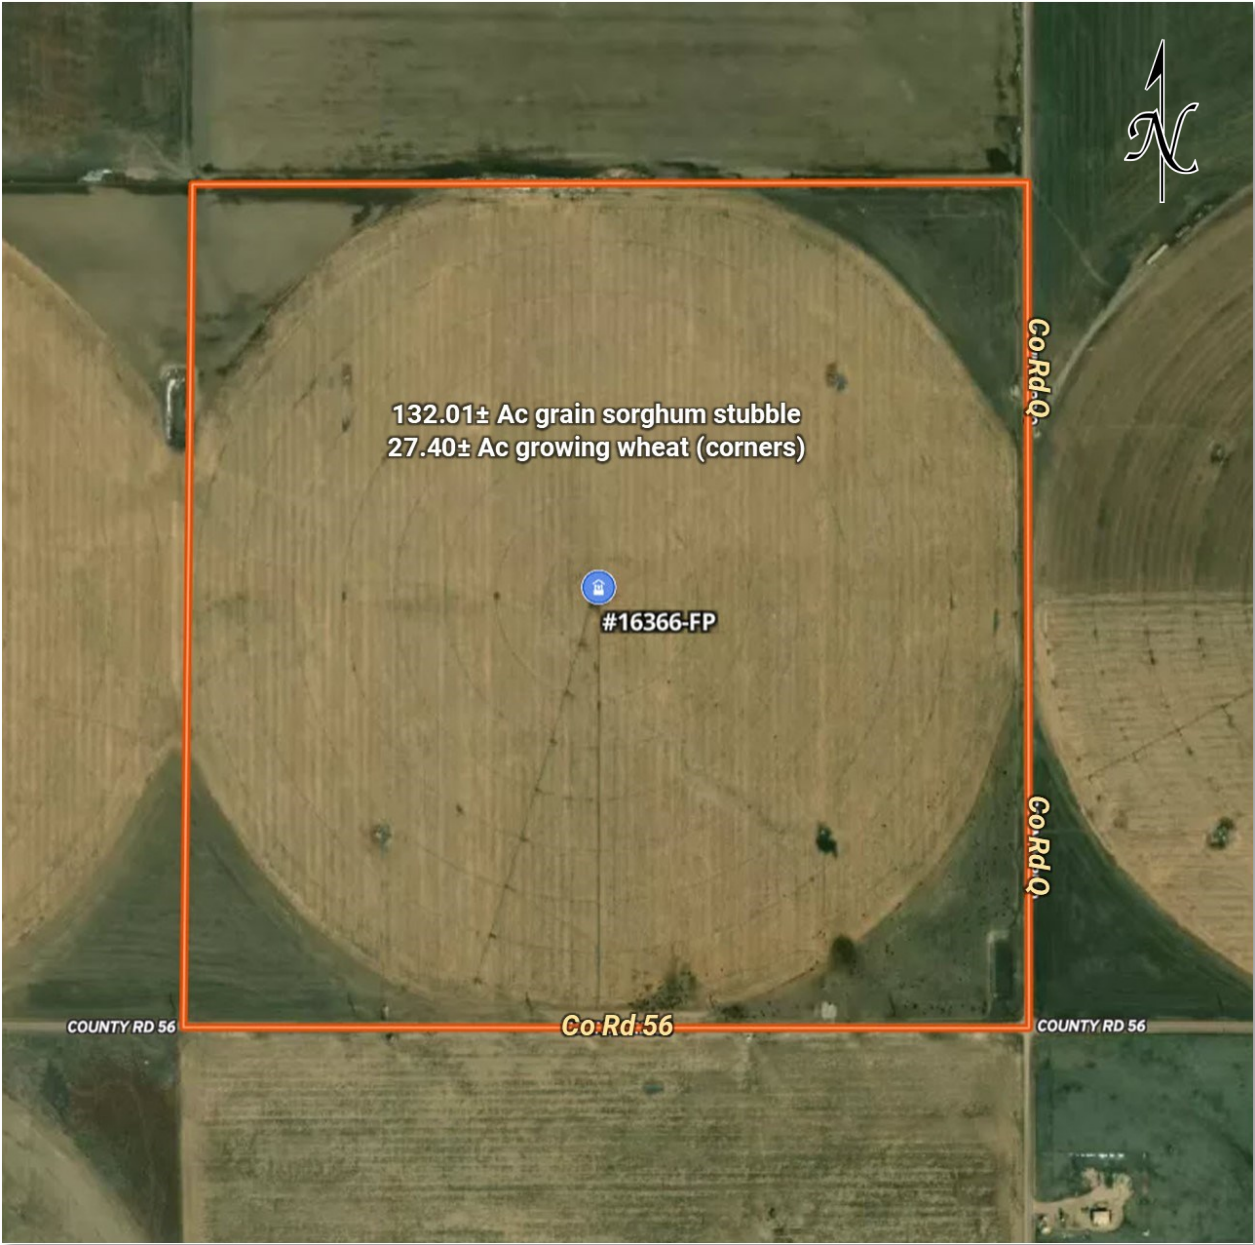 N
Co Rd Q
132.01± Ac grain sorghum stubble
27.40± Ac growing wheat (corners)
#16366-FP
Co Rd Q
COUNTY RD 56
Co Rd 56
COUNTY RD 56